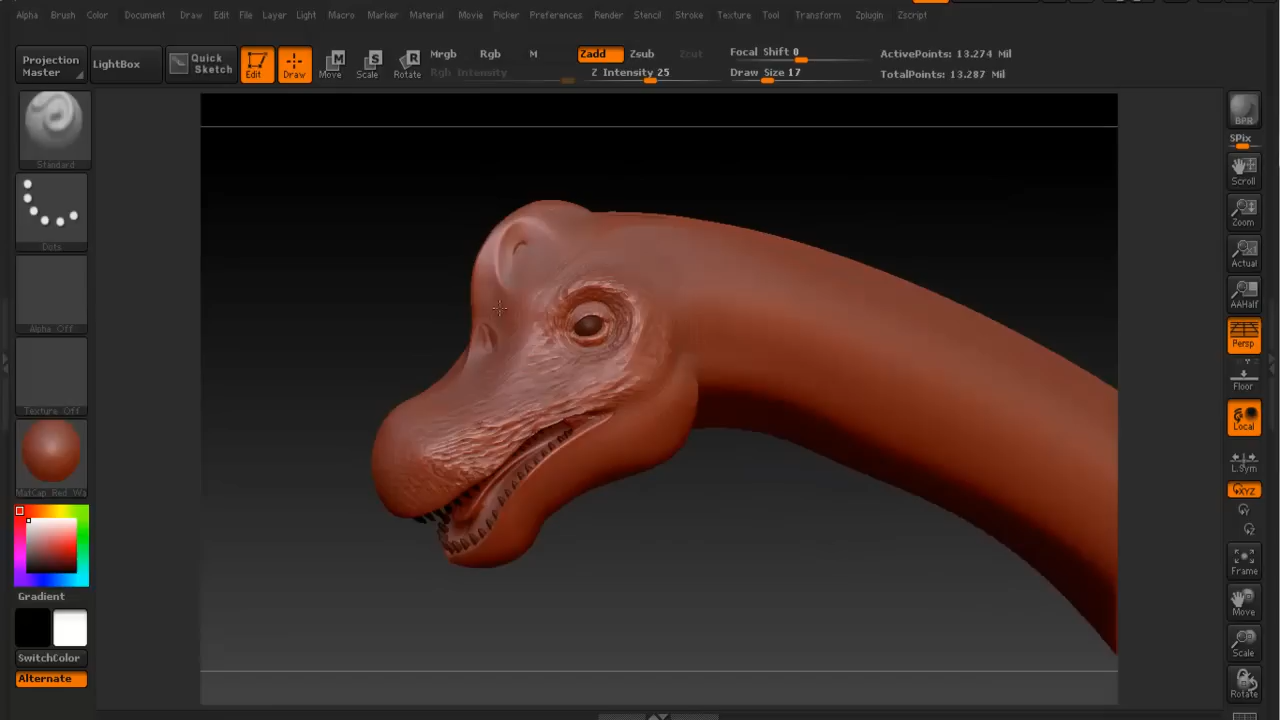 Alpha Brush Color Document Draw Edit File Layer Light Macro Marker Material Movie Picker Preferences Render Stencil Stroke Texture Tool Transform Zplugin Zscript
Projection Master
LightBox
Quick Sketch
Edit
Draw
Move
Scale
Rotate
Mrgb Rgb M
Rgb Intensity
Zadd Zsub Zcut
Z Intensity 25
Focal Shift 0
Draw Size 17
ActivePoints: 13.274 Mil
TotalPoints: 13.287 Mil
Standard
Dots
Alpha Off
Texture Off
MatCap Red Wa
Gradient
SwitchColor
Alternate
BPR
SPix
Scroll
Zoom
Actual
AAHalf
Persp
Floor
Local
L.Sym
XYZ
Frame
Move
Scale
Rotate